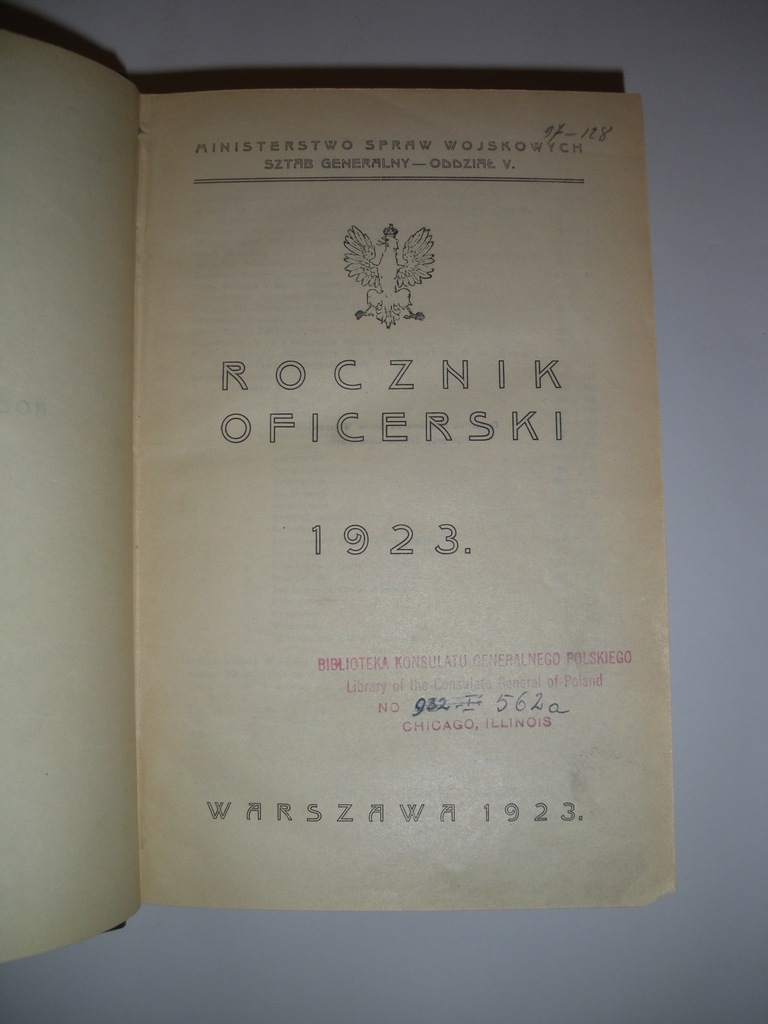 97-128
MINISTERSTWO SPRAW WOJSKOWYCH
SZTAB GENERALNY — ODDZIAŁ V.
ROCZNIK
OFICERSKI
1923.
BIBLIOTEKA KONSULATU GENERALNEGO POLSKIEGO
Library of the Consulate General of Poland
NO 932-I 562a
CHICAGO, ILLINOIS
WARSZAWA 1923.